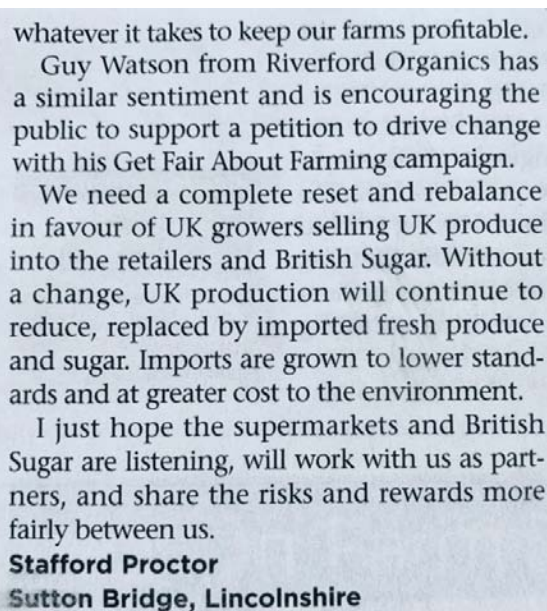 whatever it takes to keep our farms profitable.
Guy Watson from Riverford Organics has
a similar sentiment and is encouraging the
public to support a petition to drive change
with his Get Fair About Farming campaign.
We need a complete reset and rebalance
in favour of UK growers selling UK produce
into the retailers and British Sugar. Without
a change, UK production will continue to
reduce, replaced by imported fresh produce
and sugar. Imports are grown to lower stand-
ards and at greater cost to the environment.
I just hope the supermarkets and British
Sugar are listening, will work with us as part-
ners, and share the risks and rewards more
fairly between us.
Stafford Proctor
Sutton Bridge, Lincolnshire